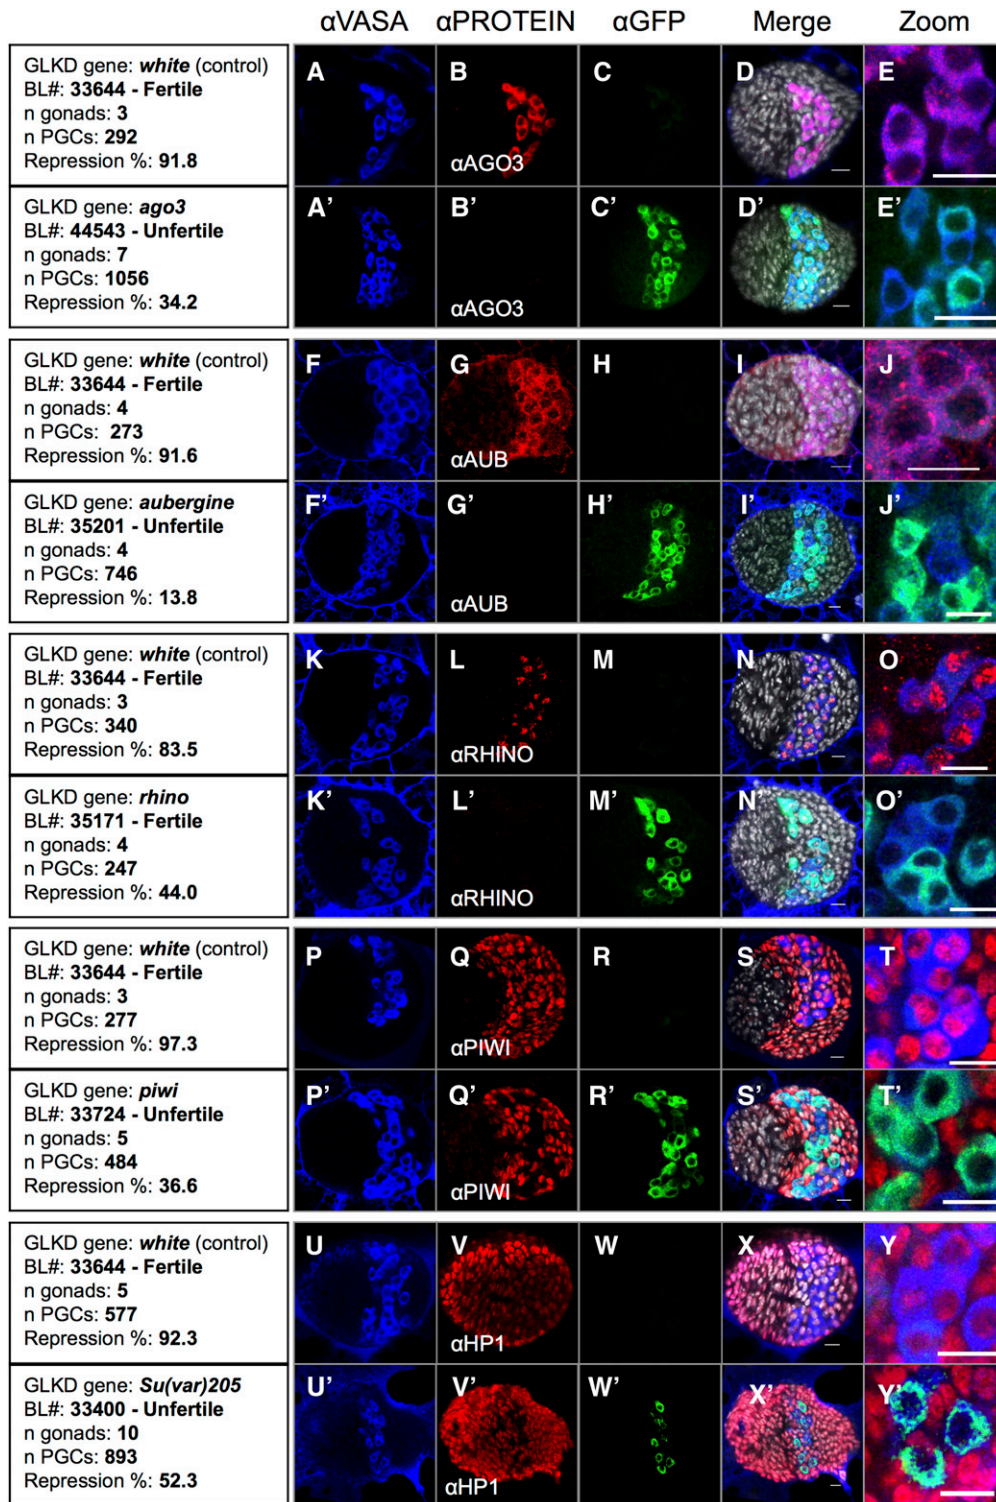 αVASA αPROTEIN αGFP Merge Zoom
GLKD gene: white (control)
BL#: 33644 - Fertile
n gonads: 3
n PGCs: 292
Repression %: 91.8
A B C D E
αAGO3
GLKD gene: ago3
BL#: 44543 - Unfertile
n gonads: 7
n PGCs: 1056
Repression %: 34.2
A' B' C' D' E'
αAGO3
GLKD gene: white (control)
BL#: 33644 - Fertile
n gonads: 4
n PGCs: 273
Repression %: 91.6
F G H I J
αAUB
GLKD gene: aubergine
BL#: 35201 - Unfertile
n gonads: 4
n PGCs: 746
Repression %: 13.8
F' G' H' I' J'
αAUB
GLKD gene: white (control)
BL#: 33644 - Fertile
n gonads: 3
n PGCs: 340
Repression %: 83.5
K L M N O
αRHINO
GLKD gene: rhino
BL#: 35171 - Fertile
n gonads: 4
n PGCs: 247
Repression %: 44.0
K' L' M' N' O'
αRHINO
GLKD gene: white (control)
BL#: 33644 - Fertile
n gonads: 3
n PGCs: 277
Repression %: 97.3
P Q R S T
αPIWI
GLKD gene: piwi
BL#: 33724 - Unfertile
n gonads: 5
n PGCs: 484
Repression %: 36.6
P' Q' R' S' T'
αPIWI
GLKD gene: white (control)
BL#: 33644 - Fertile
n gonads: 5
n PGCs: 577
Repression %: 92.3
U V W X Y
αHP1
GLKD gene: Su(var)205
BL#: 33400 - Unfertile
n gonads: 10
n PGCs: 893
Repression %: 52.3
U' V' W' X' Y'
αHP1